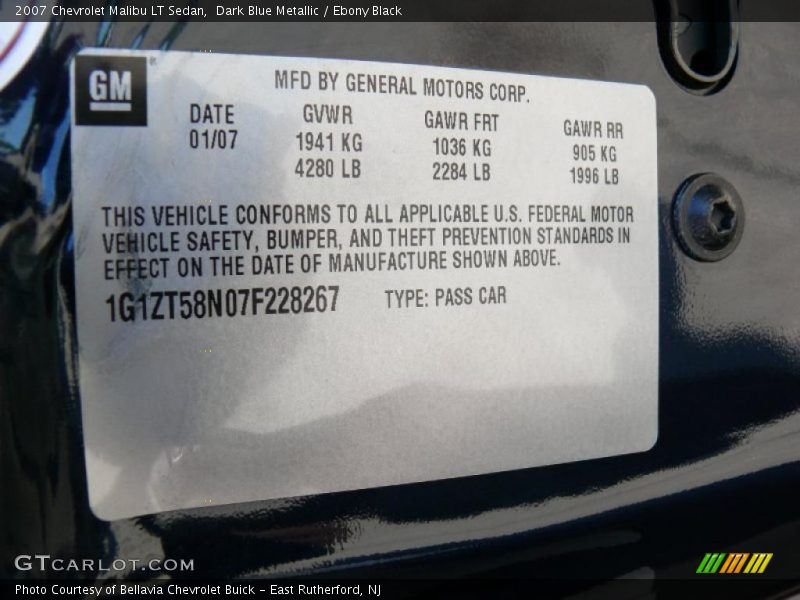 2007 Chevrolet Malibu LT Sedan,  Dark Blue Metallic / Ebony Black
GM
MFD BY GENERAL MOTORS CORP.
DATE GVWR GAWR FRT GAWR RR
01/07 1941 KG 1036 KG 905 KG
4280 LB 2284 LB 1996 LB
THIS VEHICLE CONFORMS TO ALL APPLICABLE U.S. FEDERAL MOTOR
VEHICLE SAFETY, BUMPER, AND THEFT PREVENTION STANDARDS IN
EFFECT ON THE DATE OF MANUFACTURE SHOWN ABOVE.
1G1ZT58N07F228267 TYPE: PASS CAR
GTCARLOT.COM
Photo Courtesy of Bellavia Chevrolet Buick – East Rutherford, NJ